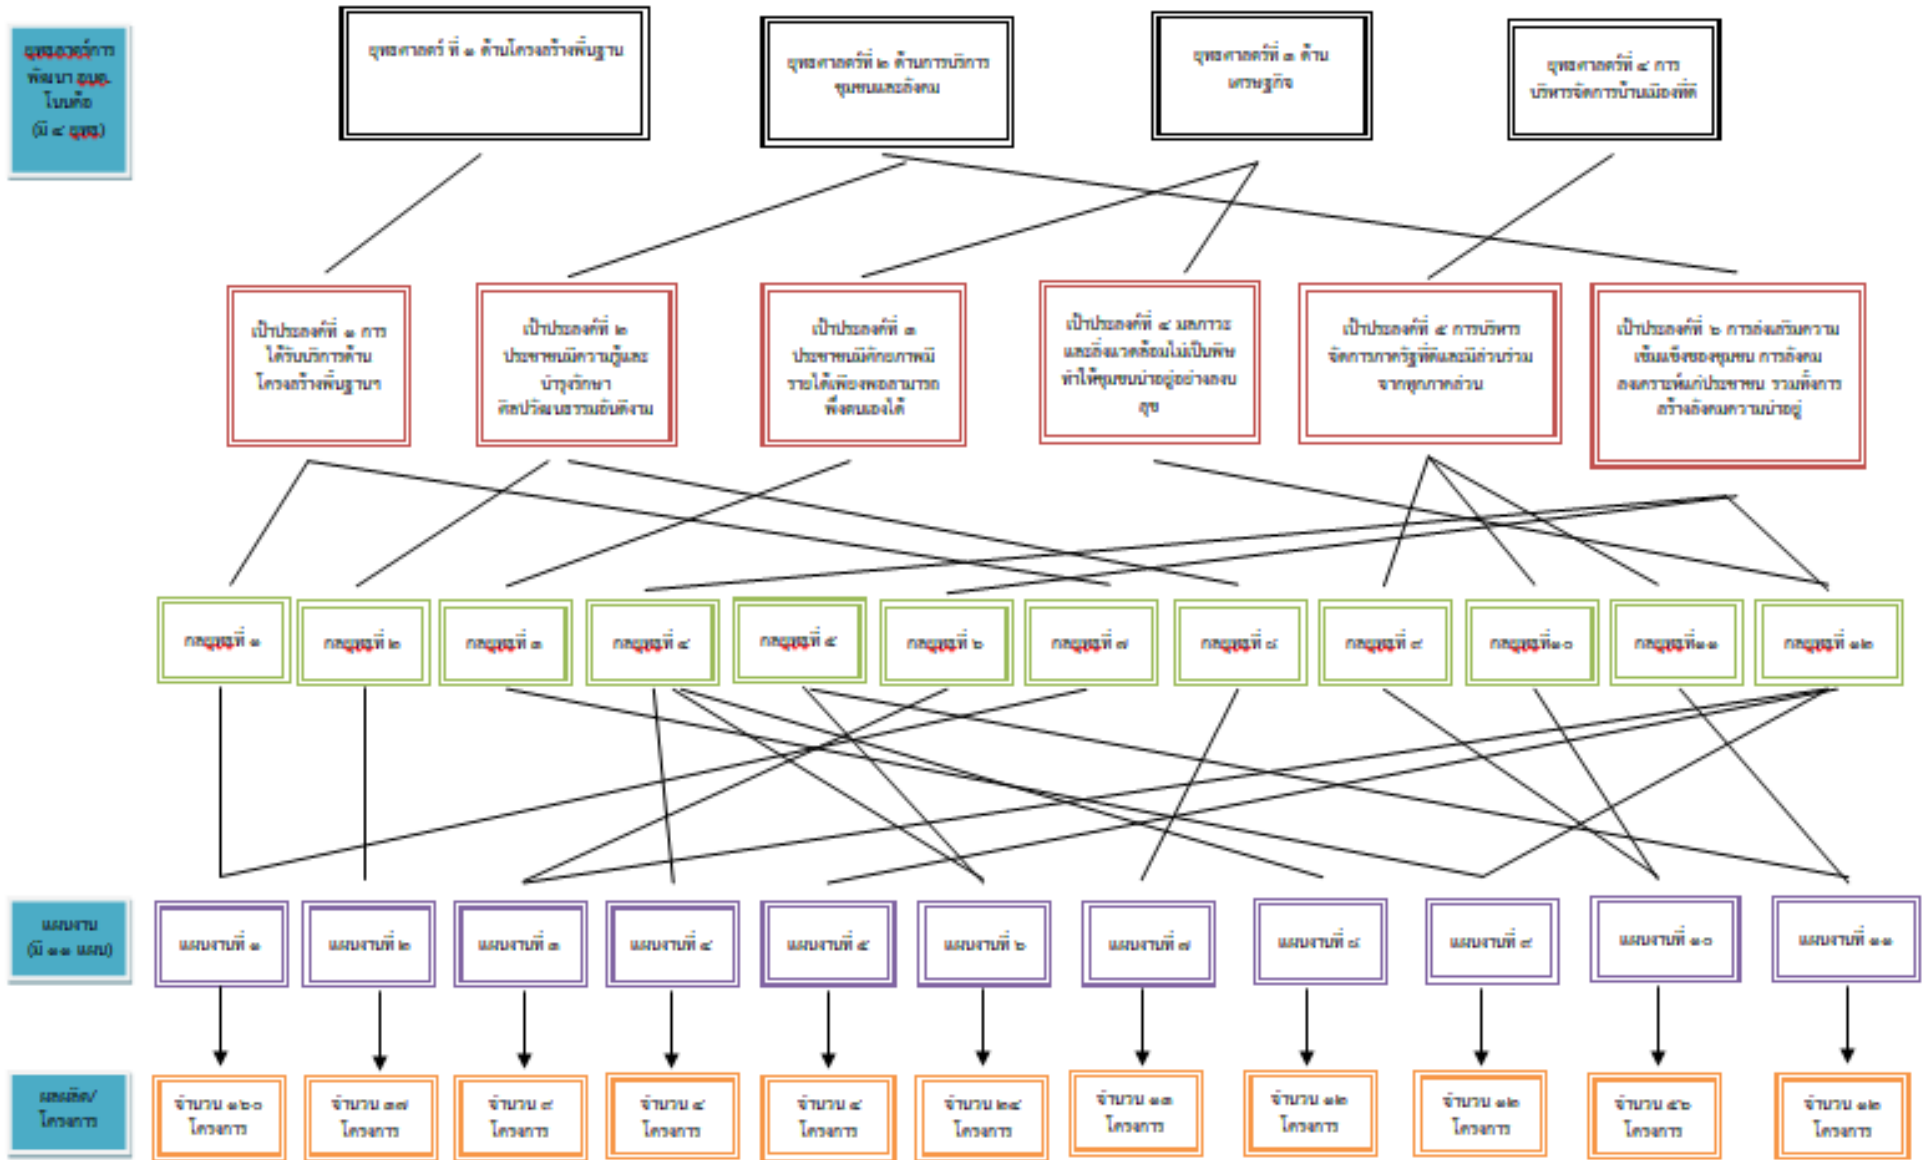 ยุทธศาสตร์การ
พัฒนา อบต.
โนนค้อ
(มี ๔ ยุทธ)
ยุทธศาสตร์ ที่ ๑ ด้านโครงสร้างพื้นฐาน
ยุทธศาสตร์ที่ ๒ ด้านการบริการ
ชุมชนและสังคม
ยุทธศาสตร์ที่ ๓ ด้าน
เศรษฐกิจ
ยุทธศาสตร์ที่ ๔ การ
บริหารจัดการบ้านเมืองที่ดี
เป้าประสงค์ที่ ๑ การ
ได้รับบริการด้าน
โครงสร้างพื้นฐานฯ
เป้าประสงค์ที่ ๒
ประชาชนมีความรู้และ
บำรุงรักษา
ศิลปวัฒนธรรมอันดีงาม
เป้าประสงค์ที่ ๓
ประชาชนมีศักยภาพมี
รายได้เพียงพอสามารถ
พึ่งตนเองได้
เป้าประสงค์ที่ ๔ มลภาวะ
และสิ่งแวดล้อมไม่เป็นพิษ
ทำให้ชุมชนน่าอยู่อย่างสงบ
สุข
เป้าประสงค์ที่ ๕ การบริหาร
จัดการภาครัฐที่ดีและมีส่วนร่วม
จากทุกภาคส่วน
เป้าประสงค์ที่ ๖ การส่งเสริมความ
เข้มแข็งของชุมชน การสังคม
สงเคราะห์แก่ประชาชน รวมทั้งการ
สร้างสังคมความน่าอยู่
กลยุทธที่ ๑
กลยุทธที่ ๒
กลยุทธที่ ๓
กลยุทธที่ ๔
กลยุทธที่ ๕
กลยุทธที่ ๖
กลยุทธที่ ๗
กลยุทธที่ ๘
กลยุทธที่ ๙
กลยุทธที่๑๐
กลยุทธที่๑๑
กลยุทธที่ ๑๒
แผนงาน
(มี ๑๑ แผน)
แผนงานที่ ๑
แผนงานที่ ๒
แผนงานที่ ๓
แผนงานที่ ๔
แผนงานที่ ๕
แผนงานที่ ๖
แผนงานที่ ๗
แผนงานที่ ๘
แผนงานที่ ๙
แผนงานที่ ๑๐
แผนงานที่ ๑๑
ผลผลิต/
โครงการ
จำนวน ๑๖๐
โครงการ
จำนวน ๓๗
โครงการ
จำนวน ๙
โครงการ
จำนวน ๔
โครงการ
จำนวน ๔
โครงการ
จำนวน ๒๔
โครงการ
จำนวน ๑๓
โครงการ
จำนวน ๑๒
โครงการ
จำนวน ๑๒
โครงการ
จำนวน ๕๖
โครงการ
จำนวน ๑๒
โครงการ